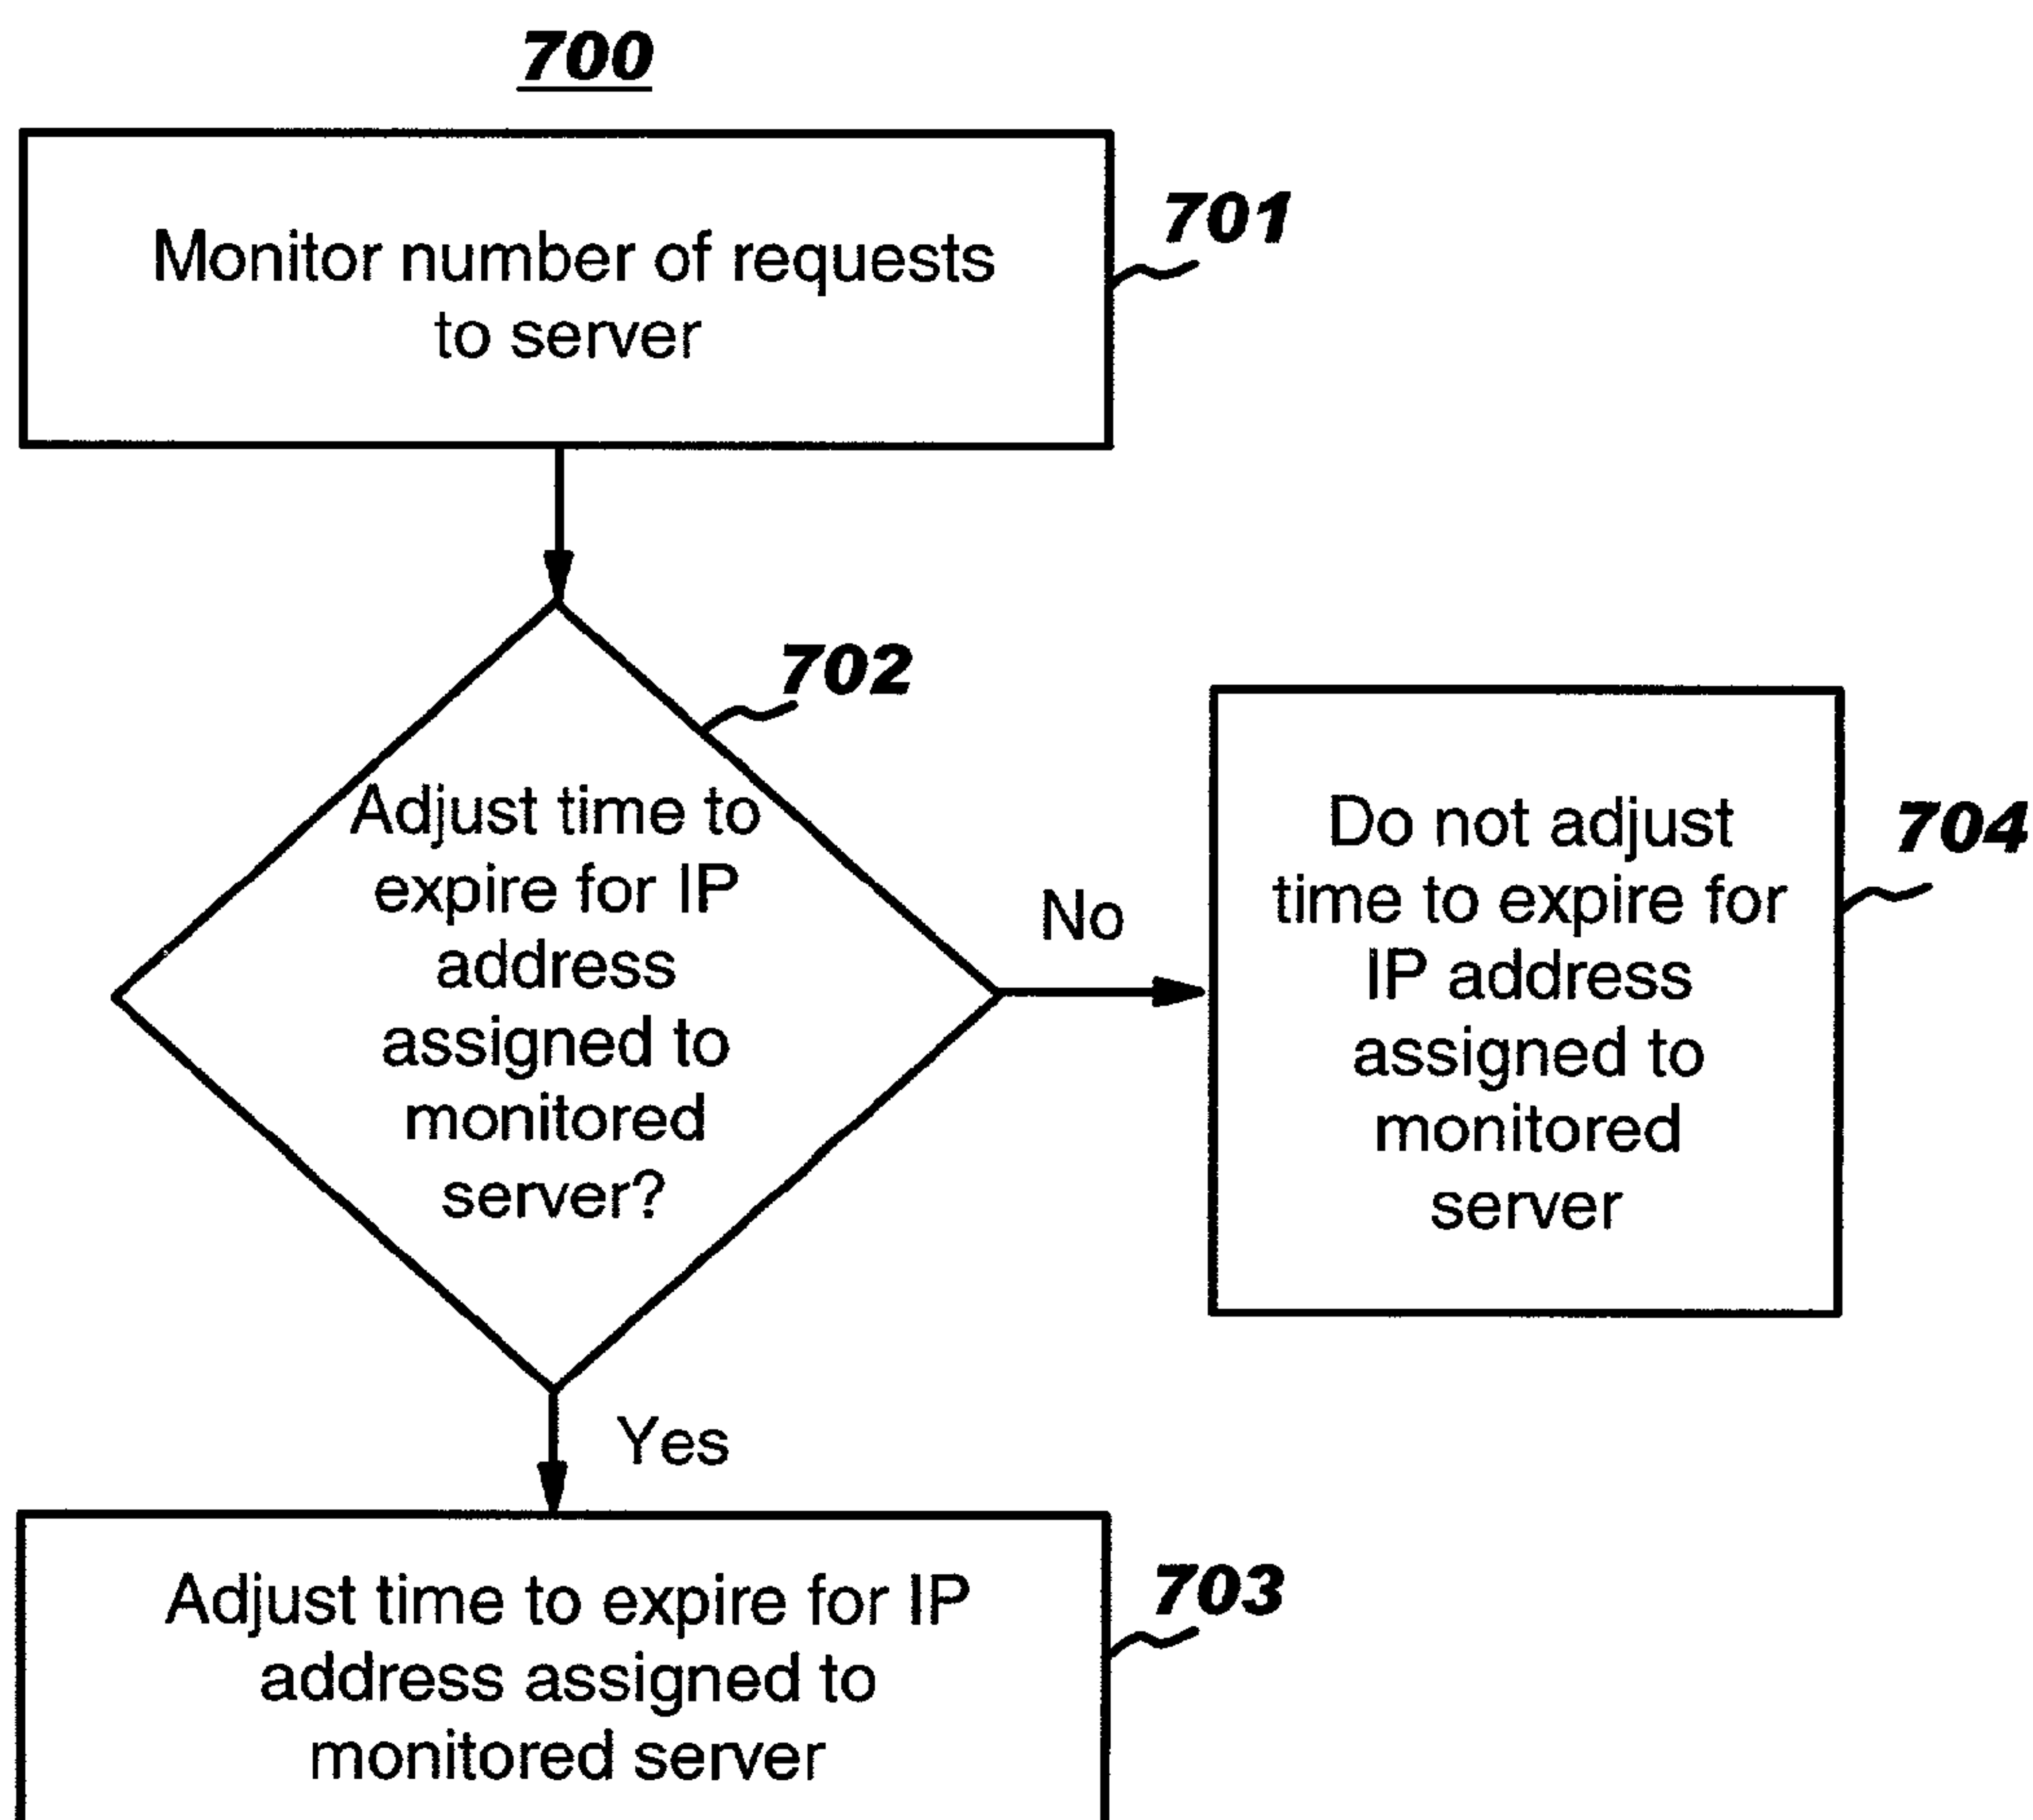 700
Monitor number of requests
to server
701
702
Adjust time to
expire for IP
address
assigned to
monitored
server?
No
Do not adjust
time to expire for
IP address
assigned to
monitored
server
704
Yes
Adjust time to expire for IP
address assigned to
monitored server
703